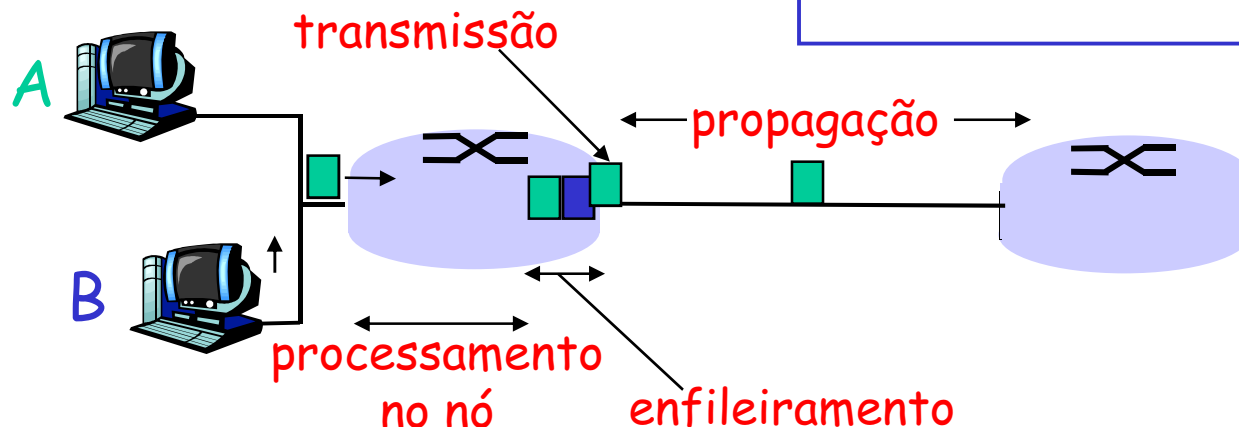 transmissão
A
propagação
B
processamento
no nó
enfileiramento